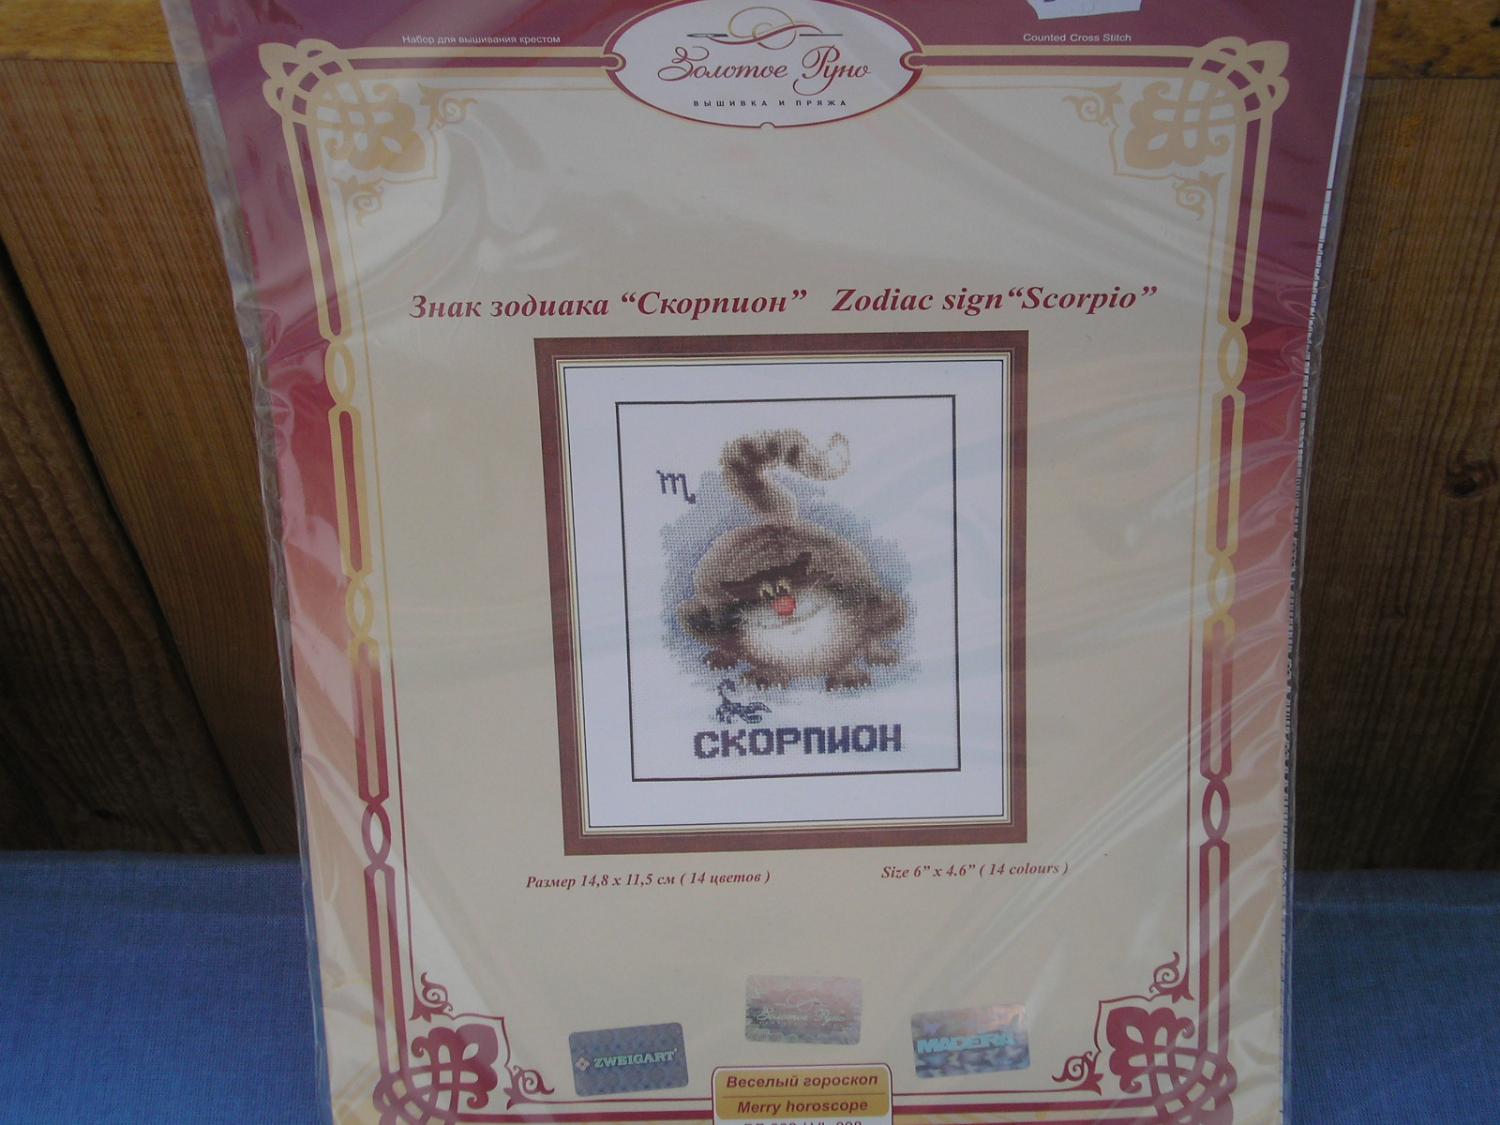 Набор для вышивания крестом
Counted Cross Stitch
Золотое Руно
ВЫШИВКА И ПРЯЖА
Знак зодиака “Скорпион” Zodiac sign“Scorpio”
СКОРПИОН
Размер 14,8 x 11,5 см ( 14 цветов )
Size 6” x 4.6” ( 14 colours )
Золотое Руно
ZWEIGART
MADEIRA
Веселый гороскоп
Merry horoscope